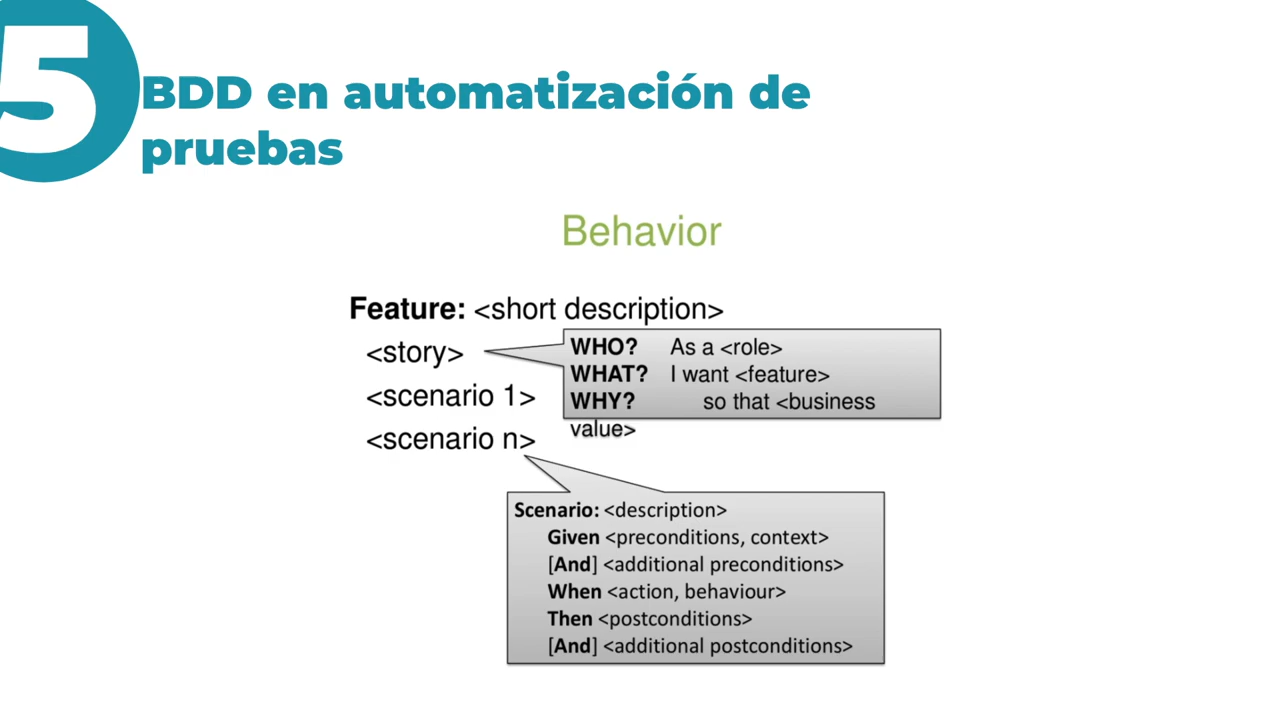 5
BDD en automatización de
pruebas
Behavior
Feature: <short description>
<story>
WHO? As a <role>
WHAT? I want <feature>
WHY? so that <business
value>
<scenario 1>
<scenario n>
Scenario: <description>
Given <preconditions, context>
[And] <additional preconditions>
When <action, behaviour>
Then <postconditions>
[And] <additional postconditions>